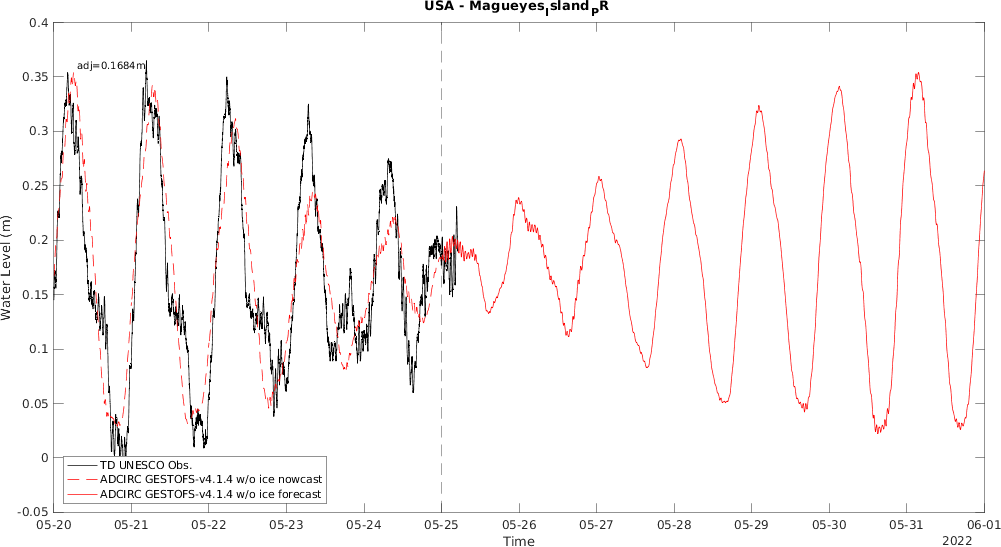 USA - Magueyes_Island_PR
adj=0.1684m
0.4
0.35
0.3
0.25
0.2
0.15
0.1
0.05
0
-0.05
Water Level (m)
TD UNESCO Obs.
ADCIRC GESTOFS-v4.1.4 w/o ice nowcast
ADCIRC GESTOFS-v4.1.4 w/o ice forecast
05-20 05-21 05-22 05-23 05-24 05-25 05-26 05-27 05-28 05-29 05-30 05-31 06-01
Time
2022